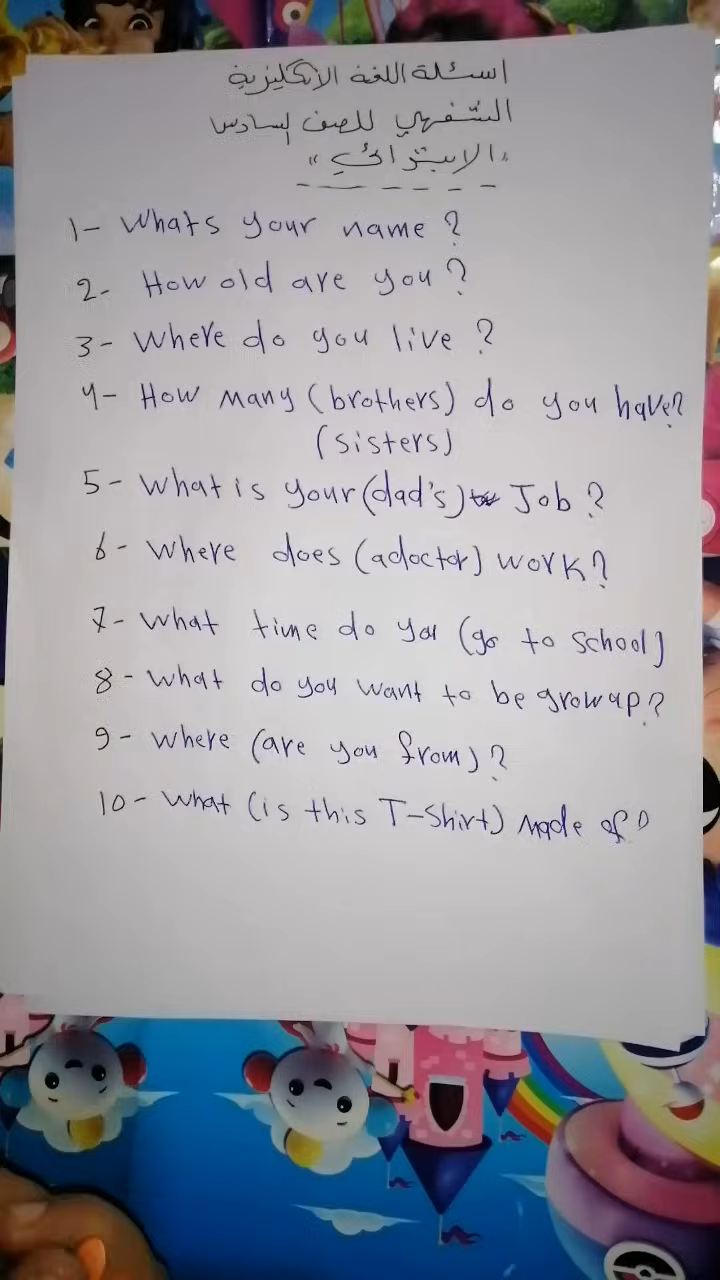 اسئلة اللغة الانكليزية
الشفهي للصف السادس
"الابتدائي"
1- Whats your name ?
2- How old are you ?
3- Where do you live ?
4- How many (brothers) do you have?
(sisters)
5- What is your (dad's) Job ?
6- Where does (a doctor) work ?
7- What time do you (go to school)
8- What do you want to be grow up ?
9- Where (are you from) ?
10- What (is this T-Shirt) made of ?